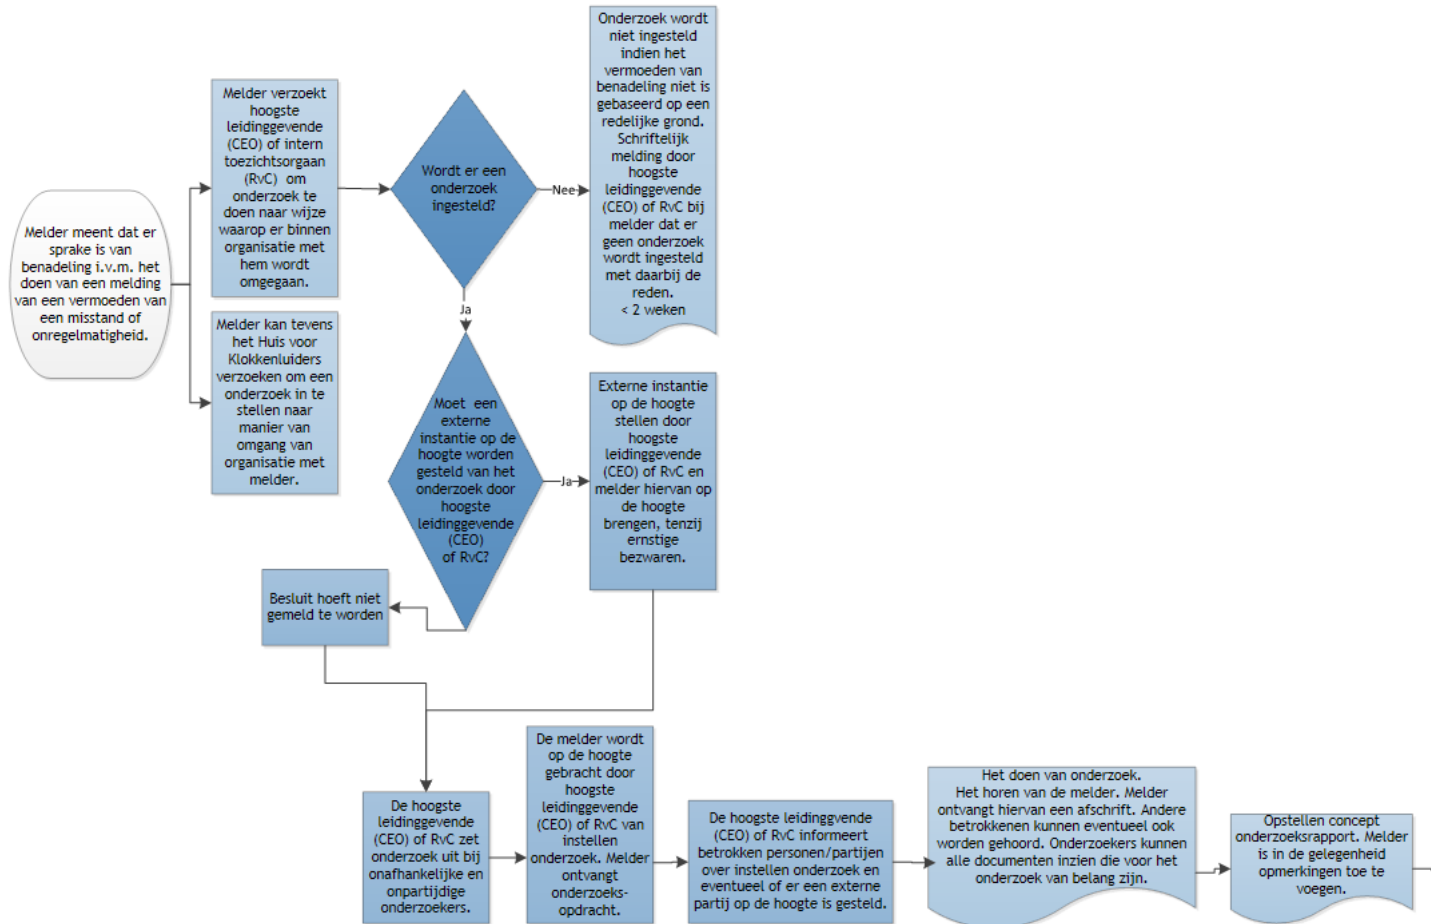 Melder meent dat er
sprake is van
benadeling i.v.m. het
doen van een melding
van een vermoeden van
een misstand of
onregelmatigheid.
Melder verzoekt
hoogste
leidinggevende
(CEO) of intern
toezichtsorgaan
(RvC) om
onderzoek te
doen naar wijze
waarop er binnen
organisatie met
hem wordt
omgegaan.
Melder kan tevens
het Huis voor
Klokkenluiders
verzoeken om een
onderzoek in te
stellen naar
manier van
omgang van
organisatie met
melder.
Wordt er een
onderzoek
ingesteld?
Nee
Onderzoek wordt
niet ingesteld
indien het
vermoeden van
benadeling niet is
gebaseerd op een
redelijke grond.
Schriftelijk
melding door
hoogste
leidinggevende
(CEO) of RvC bij
melder dat er
geen onderzoek
wordt ingesteld
met daarbij de
reden.
< 2 weken
Ja
Moet een
externe
instantie op de
hoogte worden
gesteld van het
onderzoek door
hoogste
leidinggevende
(CEO)
of RvC?
Ja
Externe instantie
op de hoogte
stellen door
hoogste
leidinggevende
(CEO) of RvC en
melder hiervan op
de hoogte
brengen, tenzij
ernstige
bezwaren.
Besluit hoeft niet
gemeld te worden
De hoogste
leidinggevende
(CEO) of RvC zet
onderzoek uit bij
onafhankelijke en
onpartijdige
onderzoekers.
De melder wordt
op de hoogte
gebracht door
hoogste
leidinggevende
(CEO) of RvC van
instellen
onderzoek. Melder
ontvangt
onderzoeks-
opdracht.
De hoogste leidinggvende
(CEO) of RvC informeert
betrokken personen/partijen
over instellen onderzoek en
eventueel of er een externe
partij op de hoogte is gesteld.
Het doen van onderzoek.
Het horen van de melder. Melder
ontvangt hiervan een afschrift. Andere
betrokkenen kunnen eventueel ook
worden gehoord. Onderzoekers kunnen
alle documenten inzien die voor het
onderzoek van belang zijn.
Opstellen concept
onderzoeksrapport. Melder
is in de gelegenheid
opmerkingen toe te
voegen.